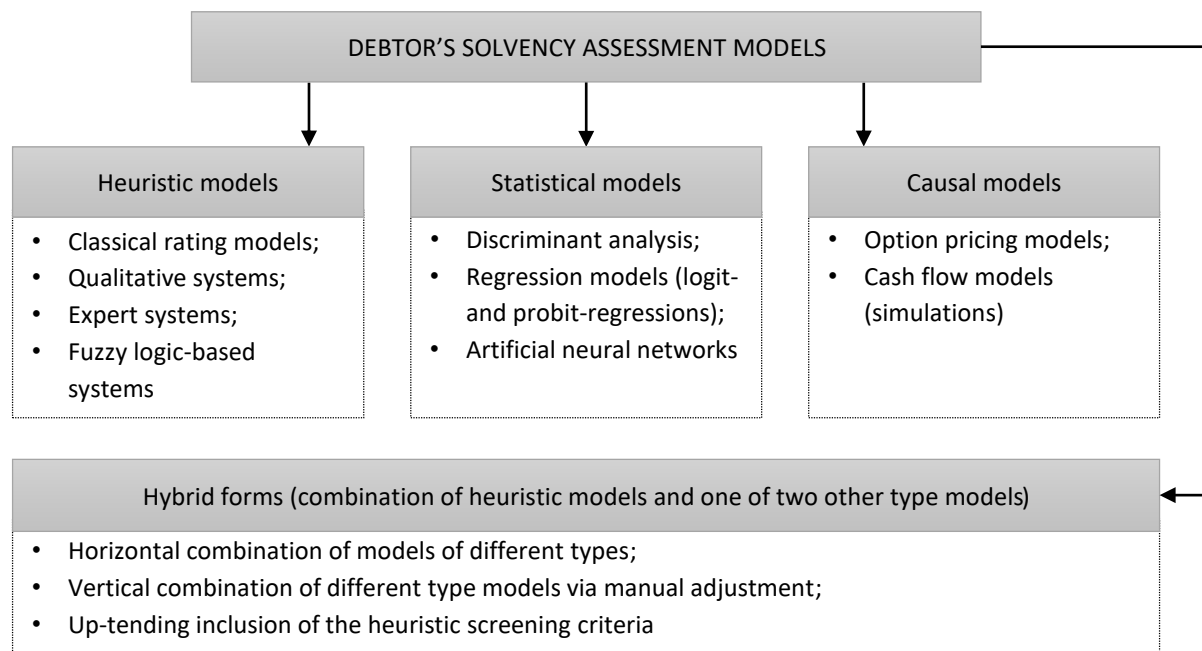 DEBTOR’S SOLVENCY ASSESSMENT MODELS
Heuristic models
• Classical rating models;
• Qualitative systems;
• Expert systems;
• Fuzzy logic-based
systems
Statistical models
• Discriminant analysis;
• Regression models (logit-
and probit-regressions);
• Artificial neural networks
Causal models
• Option pricing models;
• Cash flow models
(simulations)
Hybrid forms (combination of heuristic models and one of two other type models)
• Horizontal combination of models of different types;
• Vertical combination of different type models via manual adjustment;
• Up-tending inclusion of the heuristic screening criteria